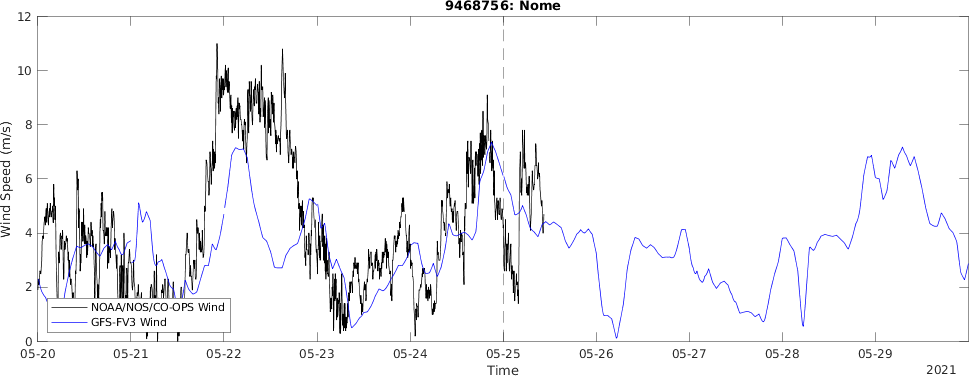 9468756: Nome
12
10
8
6
4
2
0
Wind Speed (m/s)
NOAA/NOS/CO-OPS Wind
GFS-FV3 Wind
05-20 05-21 05-22 05-23 05-24 05-25 05-26 05-27 05-28 05-29
Time
2021